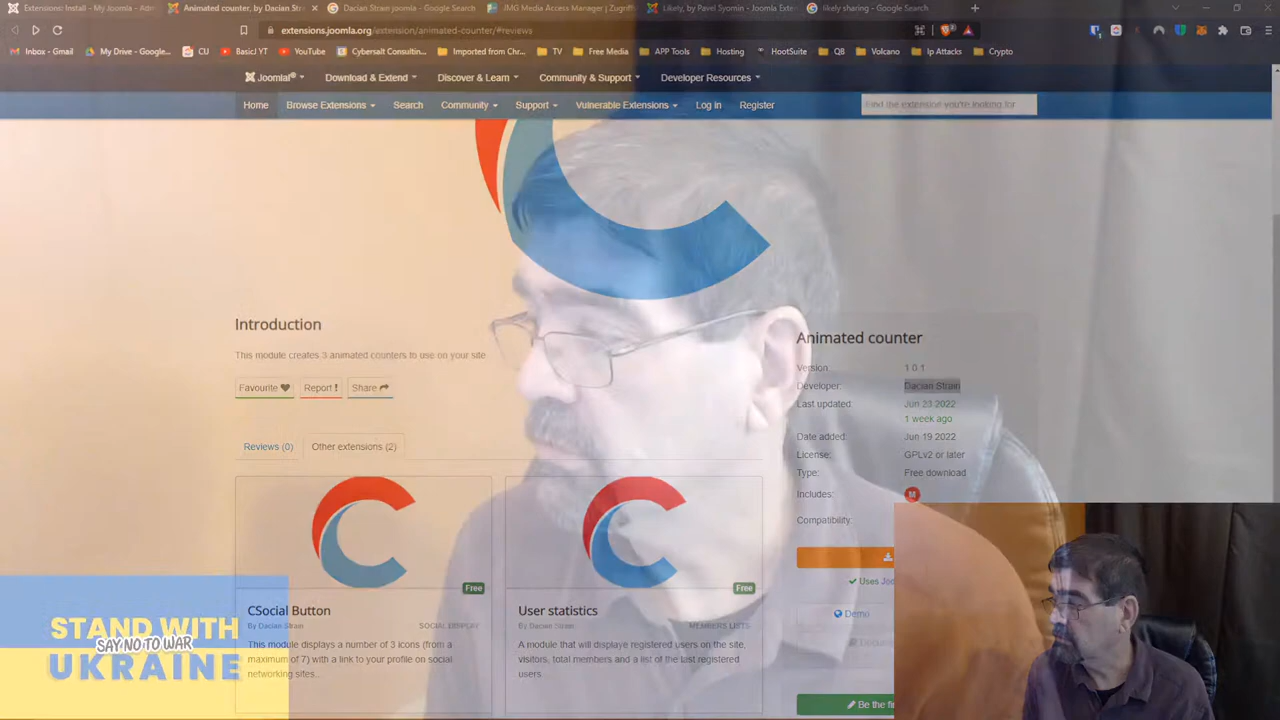 Extensions: Install - My Joomla - Adm
Animated counter, by Dacian Stra
Dacian Strain joomla - Google Search
JMG Media Access Manager | Zugriff
Likely, by Pavel Syomin - Joomla Exte
likely sharing - Google Search
extensions.joomla.org/extension/animated-counter/#reviews
Inbox - Gmail
My Drive - Google...
CU
BasicJ YT
YouTube
Cybersalt Consultin...
Imported from Chr...
TV
Free Media
APP Tools
Hosting
HootSuite
QB
Volcano
Ip Attacks
Crypto
Joomla!®
Download & Extend
Discover & Learn
Community & Support
Developer Resources
Home
Browse Extensions
Search
Community
Support
Vulnerable Extensions
Log in
Register
Find the extension you're looking for
Introduction
This module creates 3 animated counters to use on your site
Favourite
Report !
Share
Reviews (0)
Other extensions (2)
Free
CSocial Button
By Dacian Strain
SOCIAL DISPLAY
This module displays a number of 3 icons (from a
maximum of 7) with a link to your profile on social
networking sites...
Free
User statistics
By Dacian Strain
MEMBERS LISTS
A module that will displaye registered users on the site,
visitors, total members and a list of the last registered
users.
Animated counter
Version 1.0.1
Developer: Dacian Strain
Last updated: Jun 23 2022
1 week ago
Date added: Jun 19 2022
License: GPLv2 or later
Type: Free download
Includes: M
Compatibility:
Uses Joo
Demo
Be the fir
STAND WITH
SAY NO TO WAR
UKRAINE